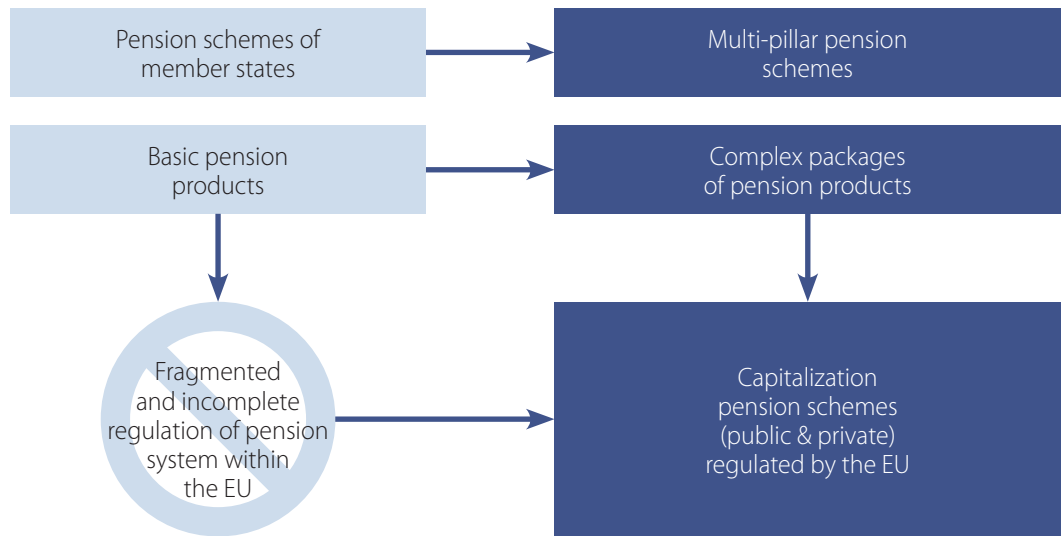 Pension schemes of
member states
Multi-pillar pension
schemes
Basic pension
products
Complex packages
of pension products
Fragmented
and incomplete
regulation of pension
system within
the EU
Capitalization
pension schemes
(public & private)
regulated by the EU